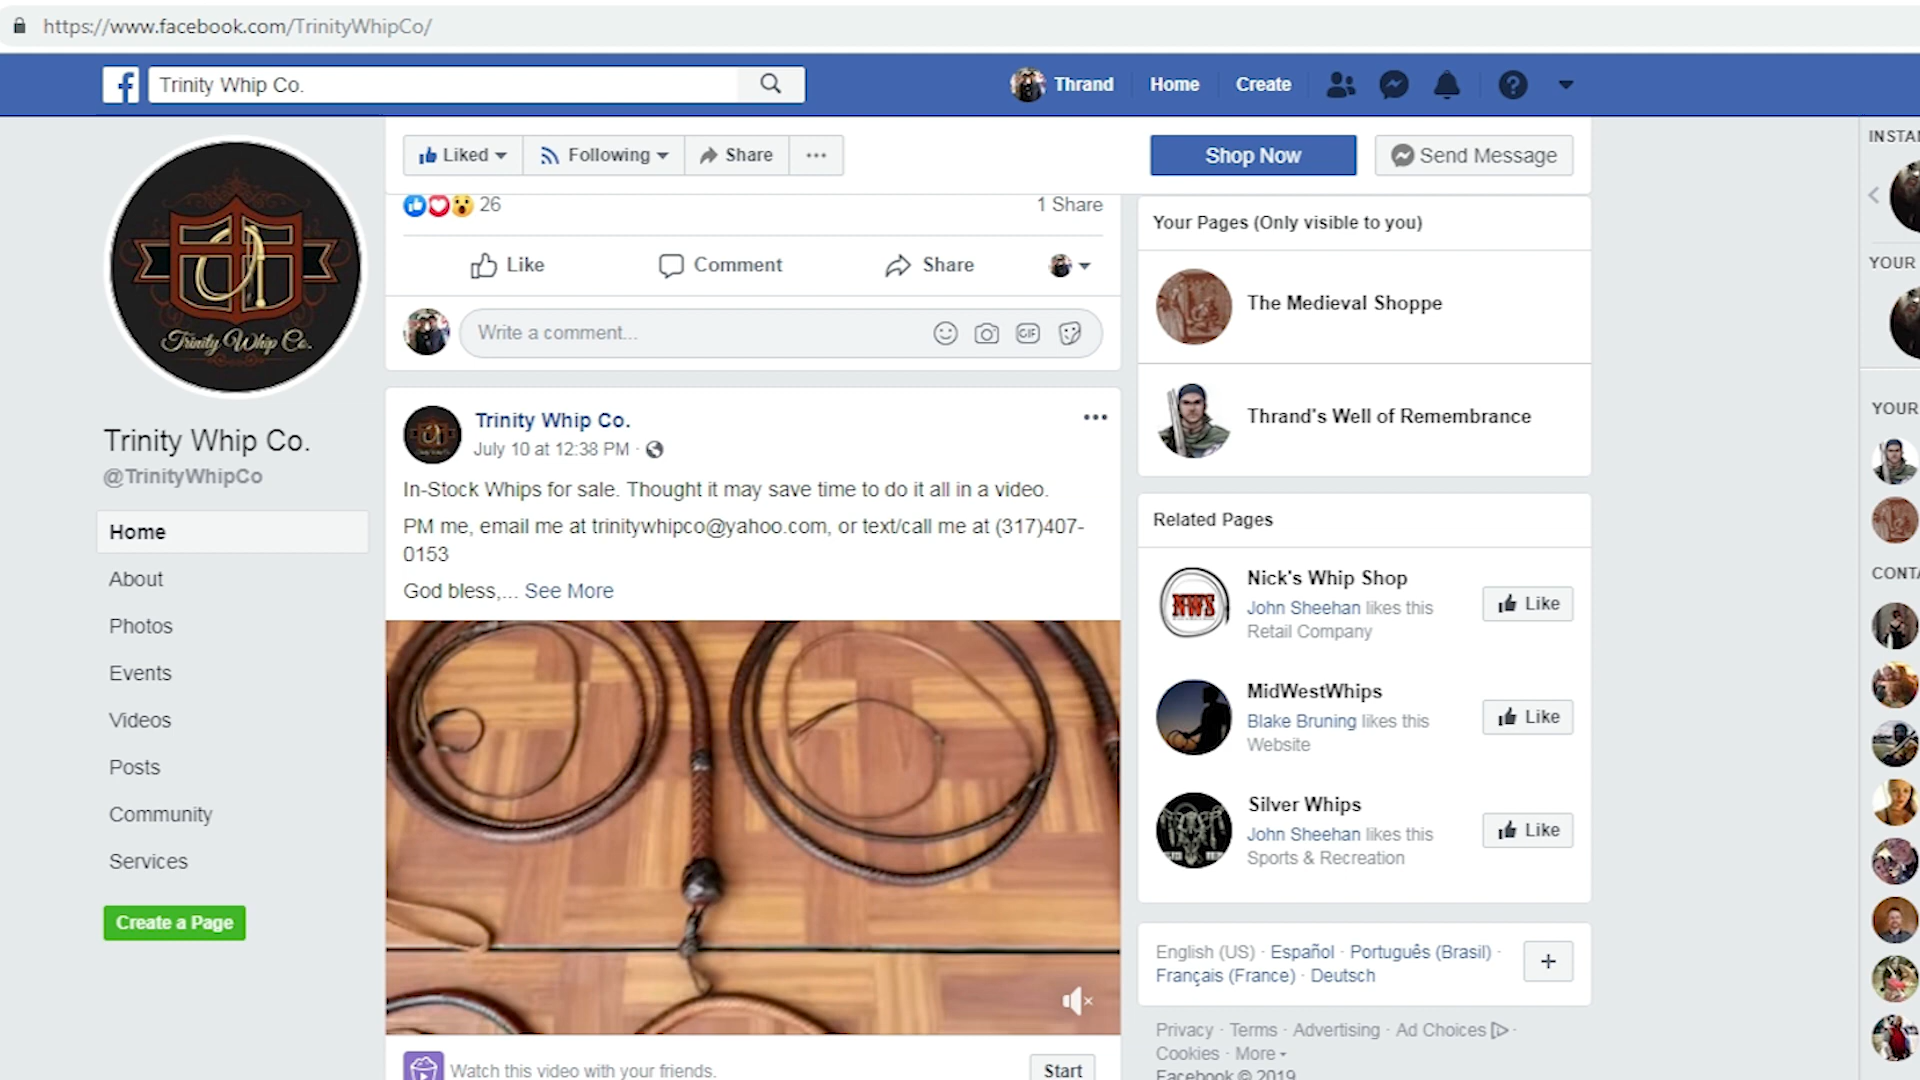 https://www.facebook.com/TrinityWhipCo/
Trinity Whip Co.
Thrand
Home
Create
Trinity Whip Co.
Trinity Whip Co.
@TrinityWhipCo
Home
About
Photos
Events
Videos
Posts
Community
Services
Create a Page
Liked
Following
Share
Shop Now
Send Message
26
1 Share
Like
Comment
Share
Write a comment...
GIF
Trinity Whip Co.
July 10 at 12:38 PM ·
In-Stock Whips for sale. Thought it may save time to do it all in a video.
PM me, email me at trinitywhipco@yahoo.com, or text/call me at (317)407-
0153
God bless,... See More
Watch this video with your friends.
Start
Your Pages (Only visible to you)
The Medieval Shoppe
Thrand's Well of Remembrance
Related Pages
Nick's Whip Shop
John Sheehan likes this
Retail Company
Like
NWS
MidWestWhips
Blake Bruning likes this
Website
Like
Silver Whips
John Sheehan likes this
Sports & Recreation
Like
English (US) · Español · Português (Brasil) ·
Français (France) · Deutsch
+
Privacy · Terms · Advertising · Ad Choices ·
Cookies · More
Facebook © 2019
INSTA
YOUR
YOUR
CONTA